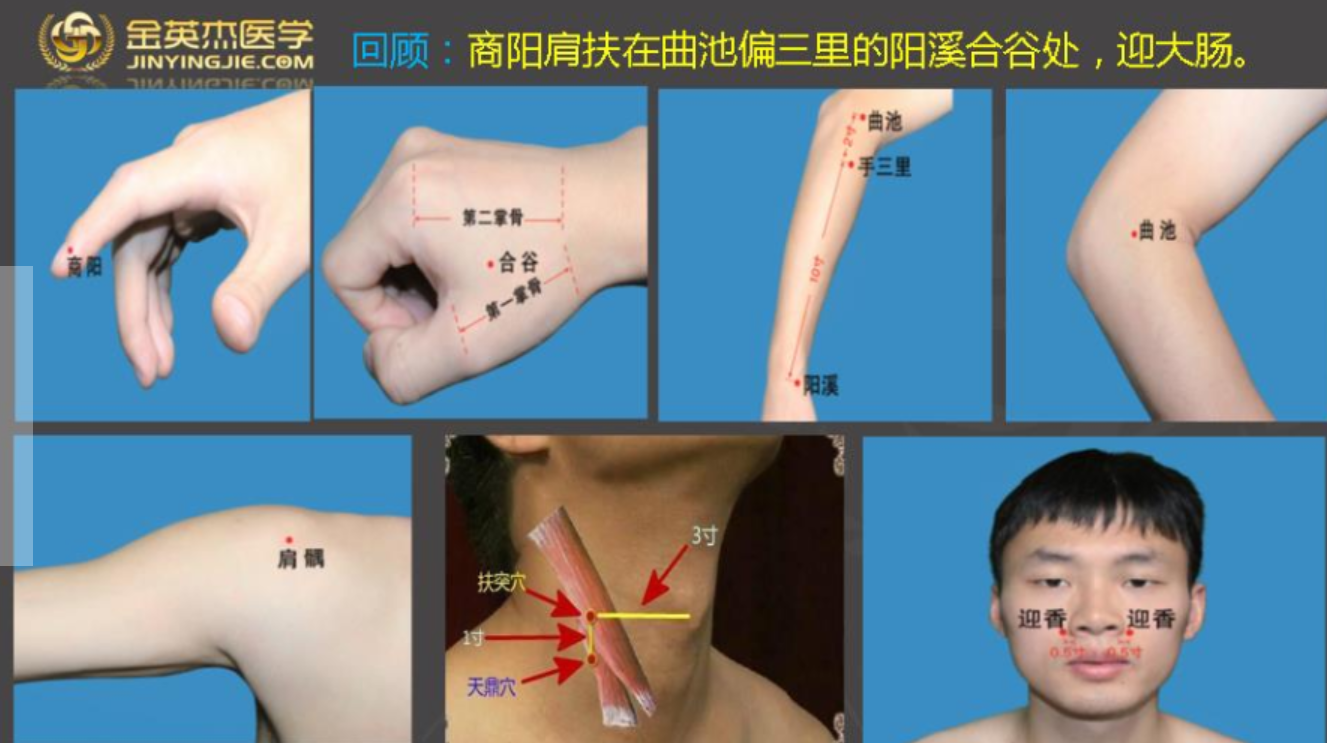 金英杰医学
JINYINGJIE.COM
回顾：商阳肩扶在曲池偏三里的阳溪合谷处，迎大肠。
商阳
第二掌骨
合谷
第一掌骨
曲池
2寸
手三里
10寸
阳溪
曲池
肩髃
3寸
扶突穴
1寸
天鼎穴
迎香 迎香
0.5寸 0.5寸